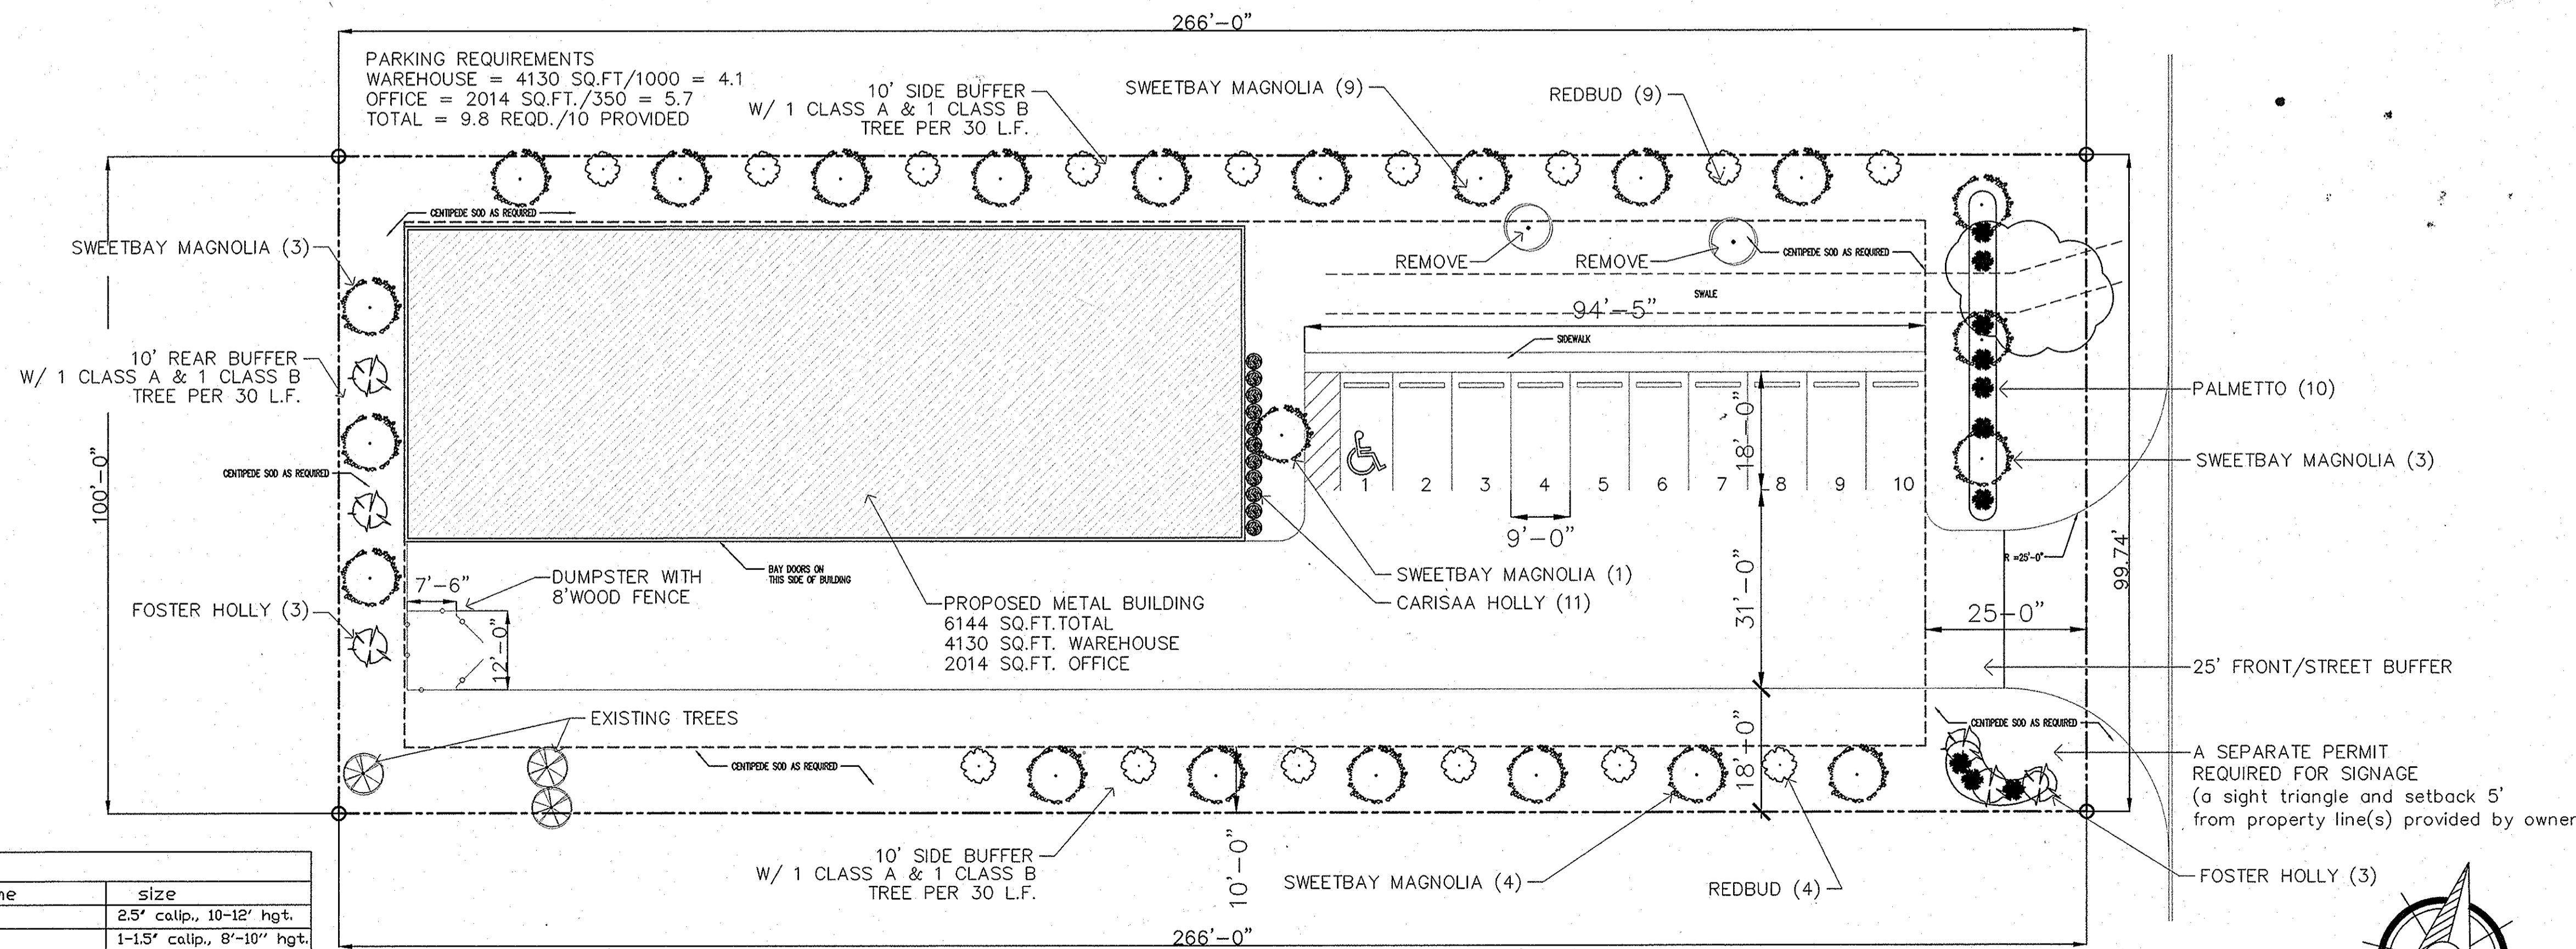 266'-0"
PARKING REQUIREMENTS
WAREHOUSE = 4130 SQ.FT/1000 = 4.1
OFFICE = 2014 SQ.FT./350 = 5.7
TOTAL = 9.8 REQD./10 PROVIDED
10' SIDE BUFFER
W/ 1 CLASS A & 1 CLASS B
TREE PER 30 L.F.
SWEETBAY MAGNOLIA (9)
REDBUD (9)
CENTIPEDE SOD AS REQUIRED
SWEETBAY MAGNOLIA (3)
REMOVE
REMOVE
CENTIPEDE SOD AS REQUIRED
SWALE
94'-5"
SIDEWALK
10' REAR BUFFER
W/ 1 CLASS A & 1 CLASS B
TREE PER 30 L.F.
PALMETTO (10)
18'-0"
SWEETBAY MAGNOLIA (3)
100'-0"
CENTIPEDE SOD AS REQUIRED
1 2 3 4 5 6 7 8 9 10
9'-0"
R =25'-0"
99.74'
BAY DOORS ON
THIS SIDE OF BUILDING
7'-6"
DUMPSTER WITH
8'WOOD FENCE
12'-0"
SWEETBAY MAGNOLIA (1)
CARISAA HOLLY (11)
PROPOSED METAL BUILDING
6144 SQ.FT.TOTAL
4130 SQ.FT. WAREHOUSE
2014 SQ.FT. OFFICE
31'-0"
25-0"
FOSTER HOLLY (3)
25' FRONT/STREET BUFFER
EXISTING TREES
CENTIPEDE SOD AS REQUIRED
18'-0"
CENTIPEDE SOD AS REQUIRED
A SEPARATE PERMIT
REQUIRED FOR SIGNAGE
(a sight triangle and setback 5'
from property line(s) provided by owner
10' SIDE BUFFER
W/ 1 CLASS A & 1 CLASS B
TREE PER 30 L.F.
10'-0"
SWEETBAY MAGNOLIA (4)
REDBUD (4)
FOSTER HOLLY (3)
size
2.5" calip., 10-12' hgt.
1-1.5" calip., 8'-10" hgt.
266'-0"